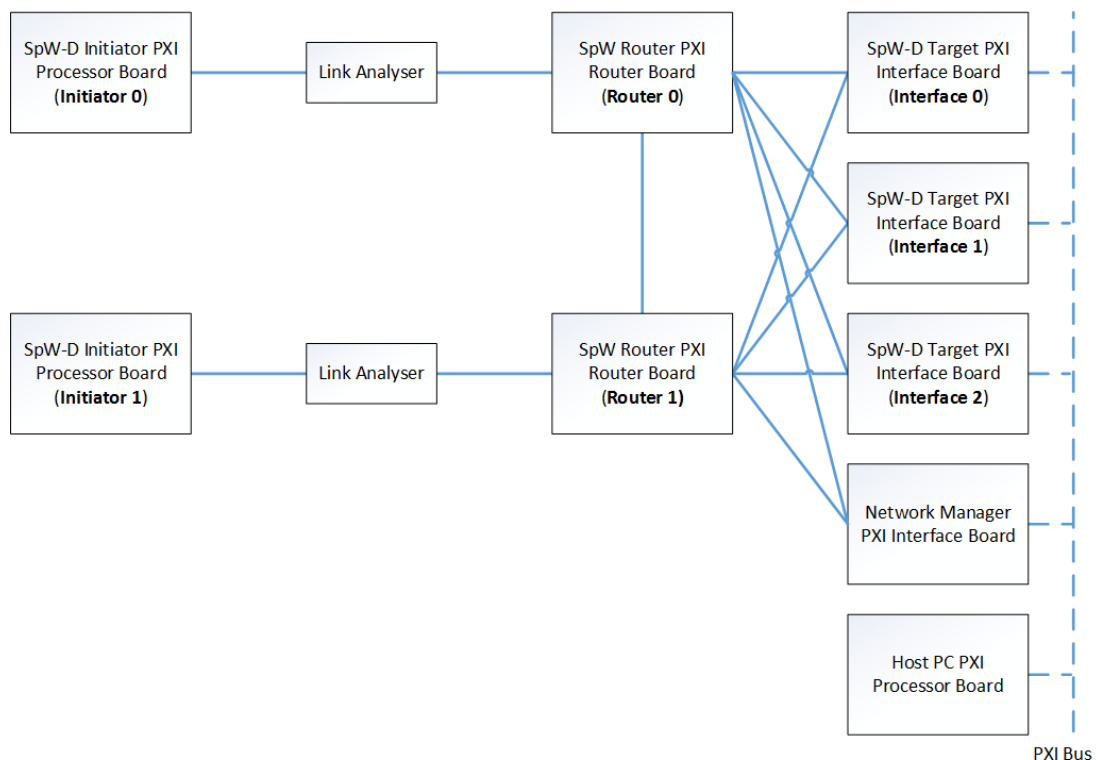 SpW-D Initiator PXI
Processor Board
(Initiator 0)
Link Analyser
SpW Router PXI
Router Board
(Router 0)
SpW-D Target PXI
Interface Board
(Interface 0)
SpW-D Target PXI
Interface Board
(Interface 1)
SpW-D Initiator PXI
Processor Board
(Initiator 1)
Link Analyser
SpW Router PXI
Router Board
(Router 1)
SpW-D Target PXI
Interface Board
(Interface 2)
Network Manager
PXI Interface Board
Host PC PXI
Processor Board
PXI Bus